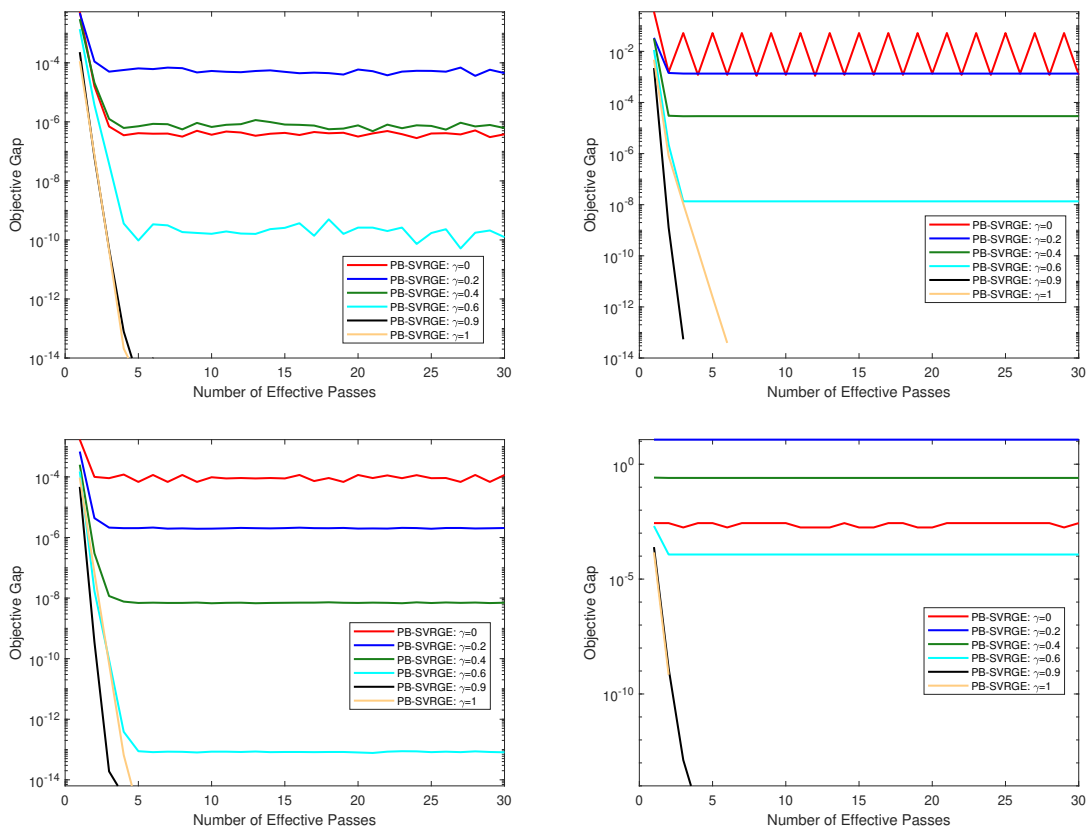 Objective Gap
10^-4
10^-6
10^-8
10^-10
10^-12
10^-14
0 5 10 15 20 25 30
Number of Effective Passes
PB-SVRGE: γ=0
PB-SVRGE: γ=0.2
PB-SVRGE: γ=0.4
PB-SVRGE: γ=0.6
PB-SVRGE: γ=0.9
PB-SVRGE: γ=1
Objective Gap
10^-2
10^-4
10^-6
10^-8
10^-10
10^-12
10^-14
0 5 10 15 20 25 30
Number of Effective Passes
PB-SVRGE: γ=0
PB-SVRGE: γ=0.2
PB-SVRGE: γ=0.4
PB-SVRGE: γ=0.6
PB-SVRGE: γ=0.9
PB-SVRGE: γ=1
Objective Gap
10^-4
10^-6
10^-8
10^-10
10^-12
10^-14
0 5 10 15 20 25 30
Number of Effective Passes
PB-SVRGE: γ=0
PB-SVRGE: γ=0.2
PB-SVRGE: γ=0.4
PB-SVRGE: γ=0.6
PB-SVRGE: γ=0.9
PB-SVRGE: γ=1
Objective Gap
10^0
10^-5
10^-10
0 5 10 15 20 25 30
Number of Effective Passes
PB-SVRGE: γ=0
PB-SVRGE: γ=0.2
PB-SVRGE: γ=0.4
PB-SVRGE: γ=0.6
PB-SVRGE: γ=0.9
PB-SVRGE: γ=1